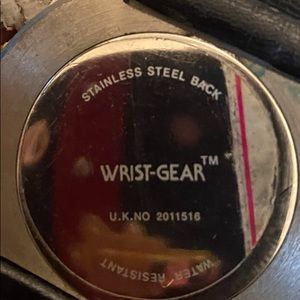 STAINLESS STEEL BACK
WRIST-GEAR™
U.K.NO 2011516
WATER RESISTANT